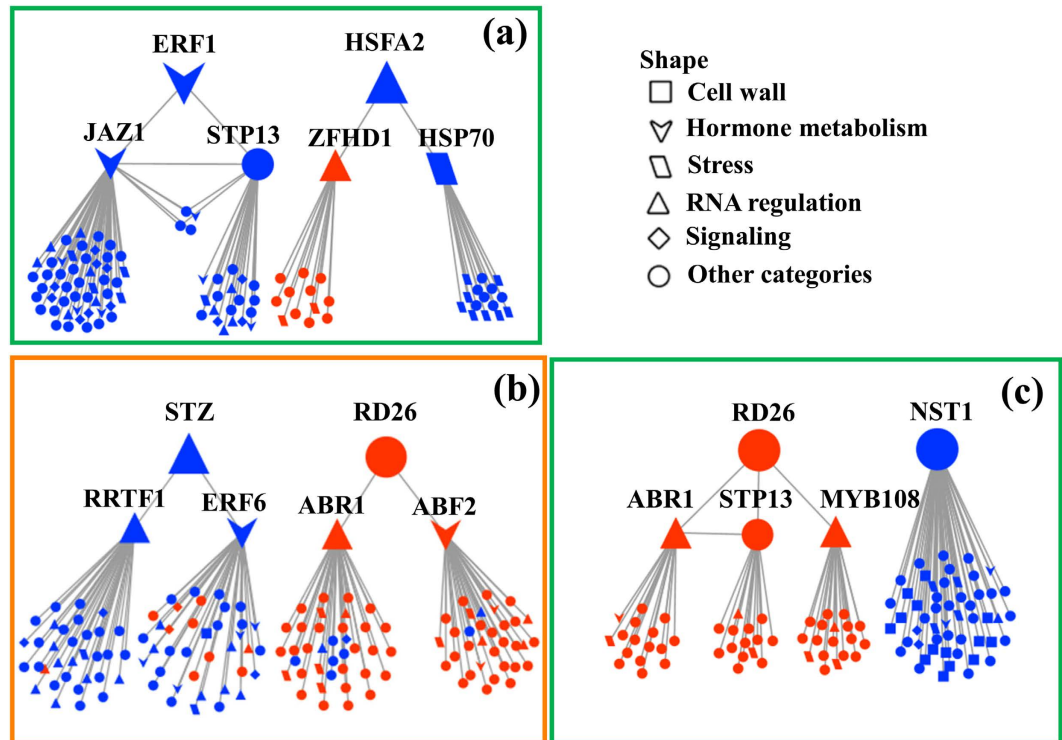 (a)
ERF1
HSFA2
JAZ1
STP13
ZFHD1
HSP70
Shape
Cell wall
Hormone metabolism
Stress
RNA regulation
Signaling
Other categories
(b)
STZ
RD26
RRTF1
ERF6
ABR1
ABF2
(c)
RD26
NST1
ABR1
STP13
MYB108